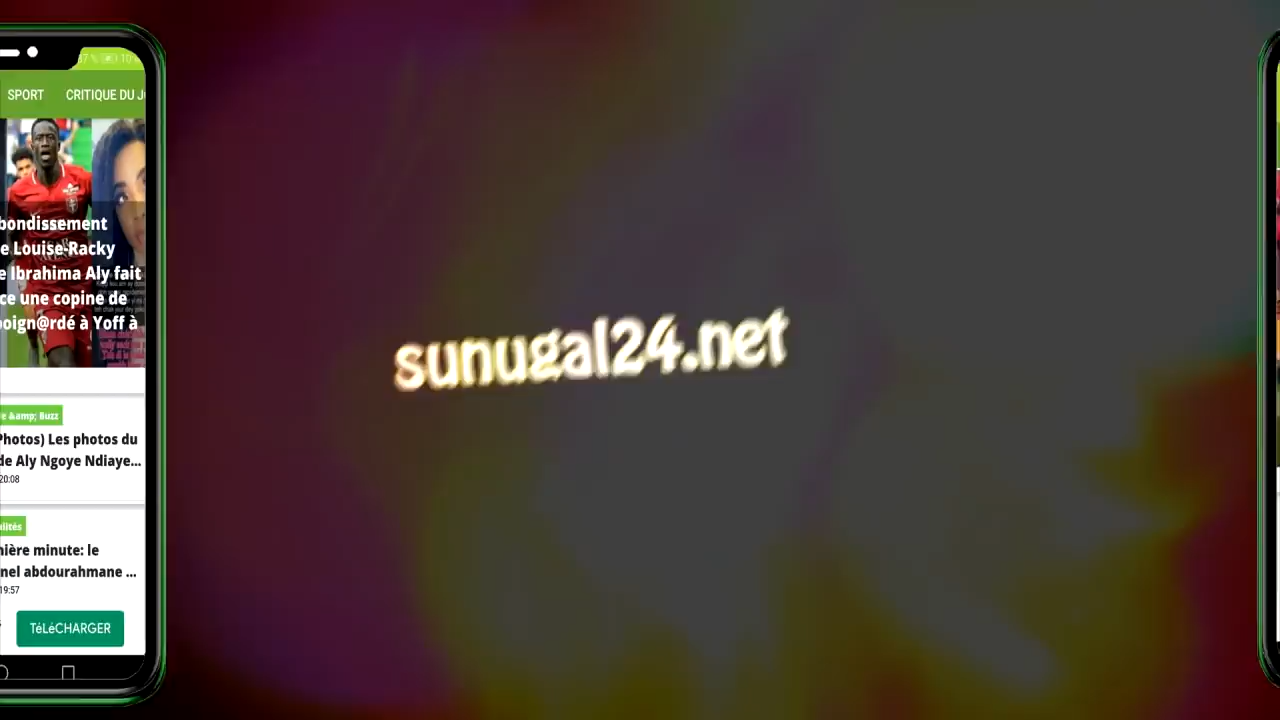 SPORT CRITIQUE DU J
bondissement
e Louise-Racky
e Ibrahima Aly fait
ce une copine de
poign@rdé à Yoff à
e &amp; Buzz
Photos) Les photos du
de Aly Ngoye Ndiaye...
20:08
alités
nière minute: le
nel abdourahmane ...
19:57
TéLéCHARGER
sunugal24.net